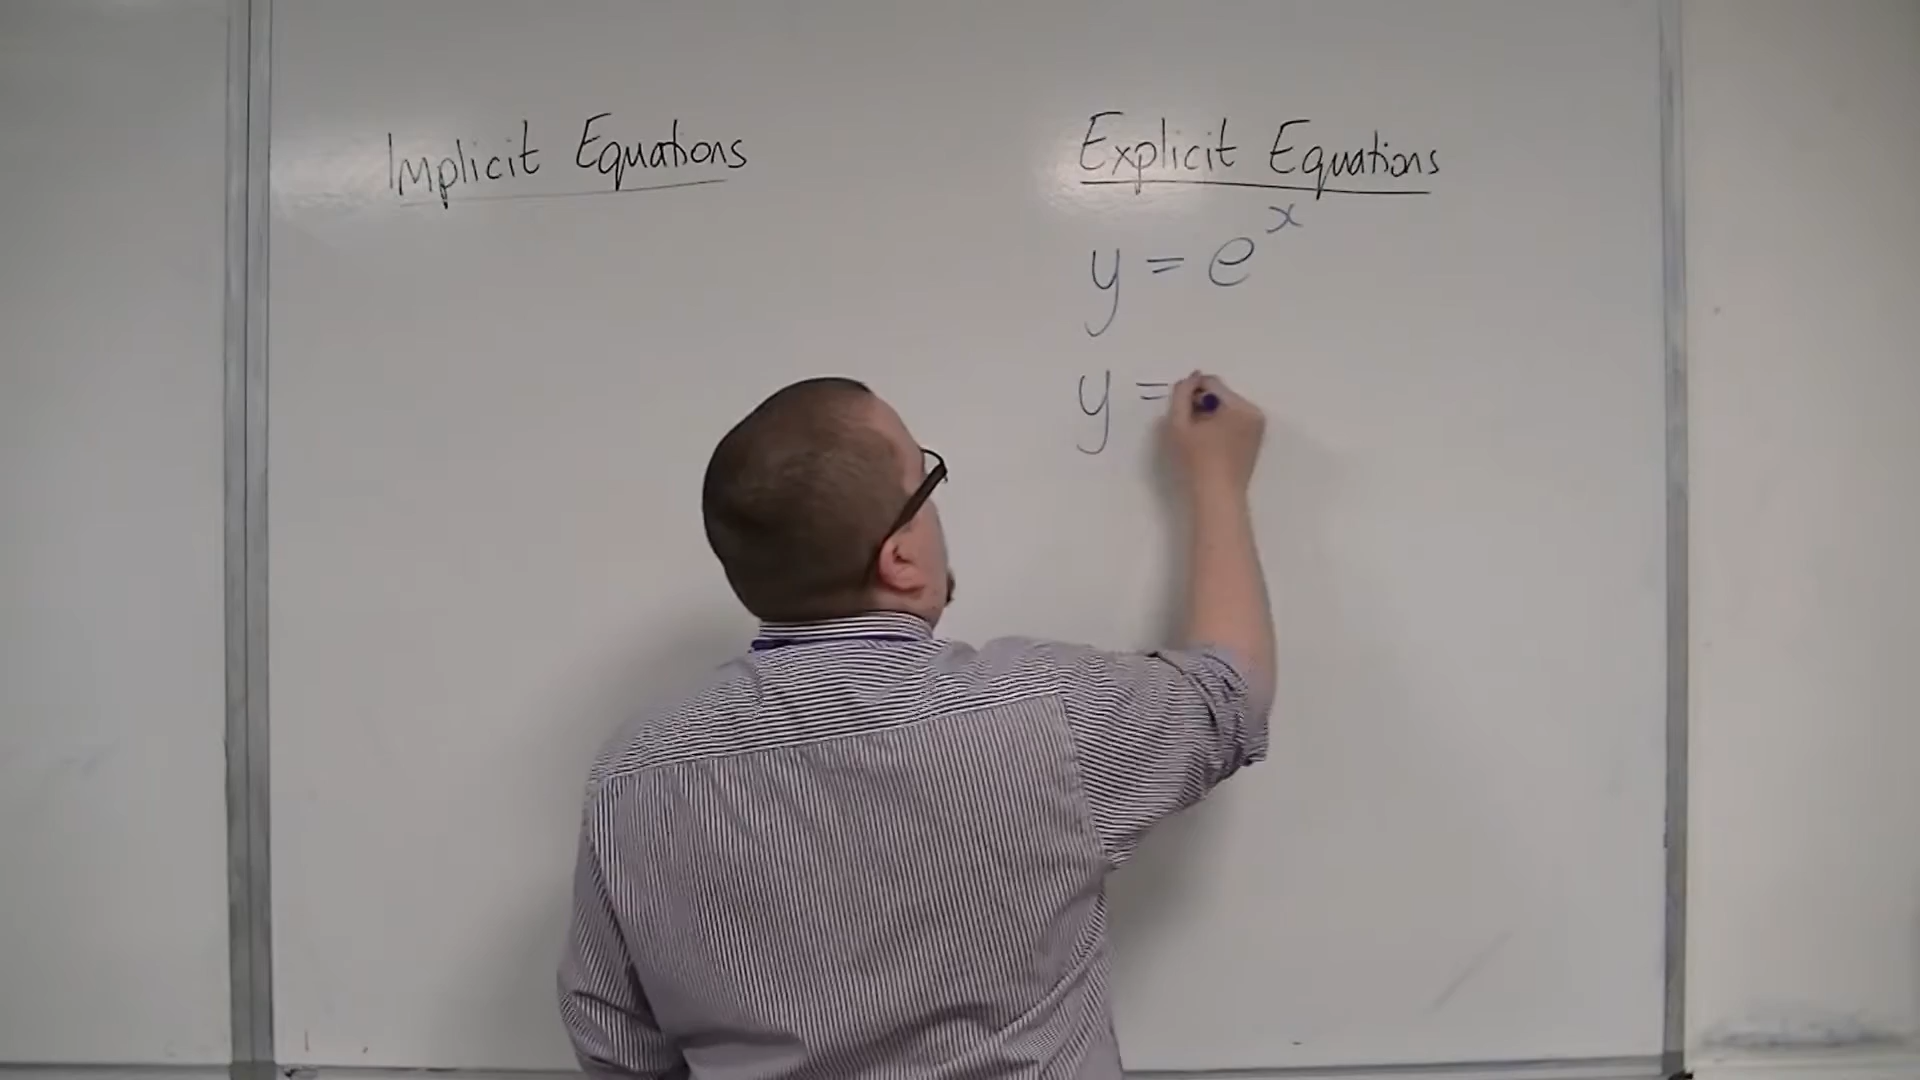 Implicit Equations
Explicit Equations
y = e^x
y =